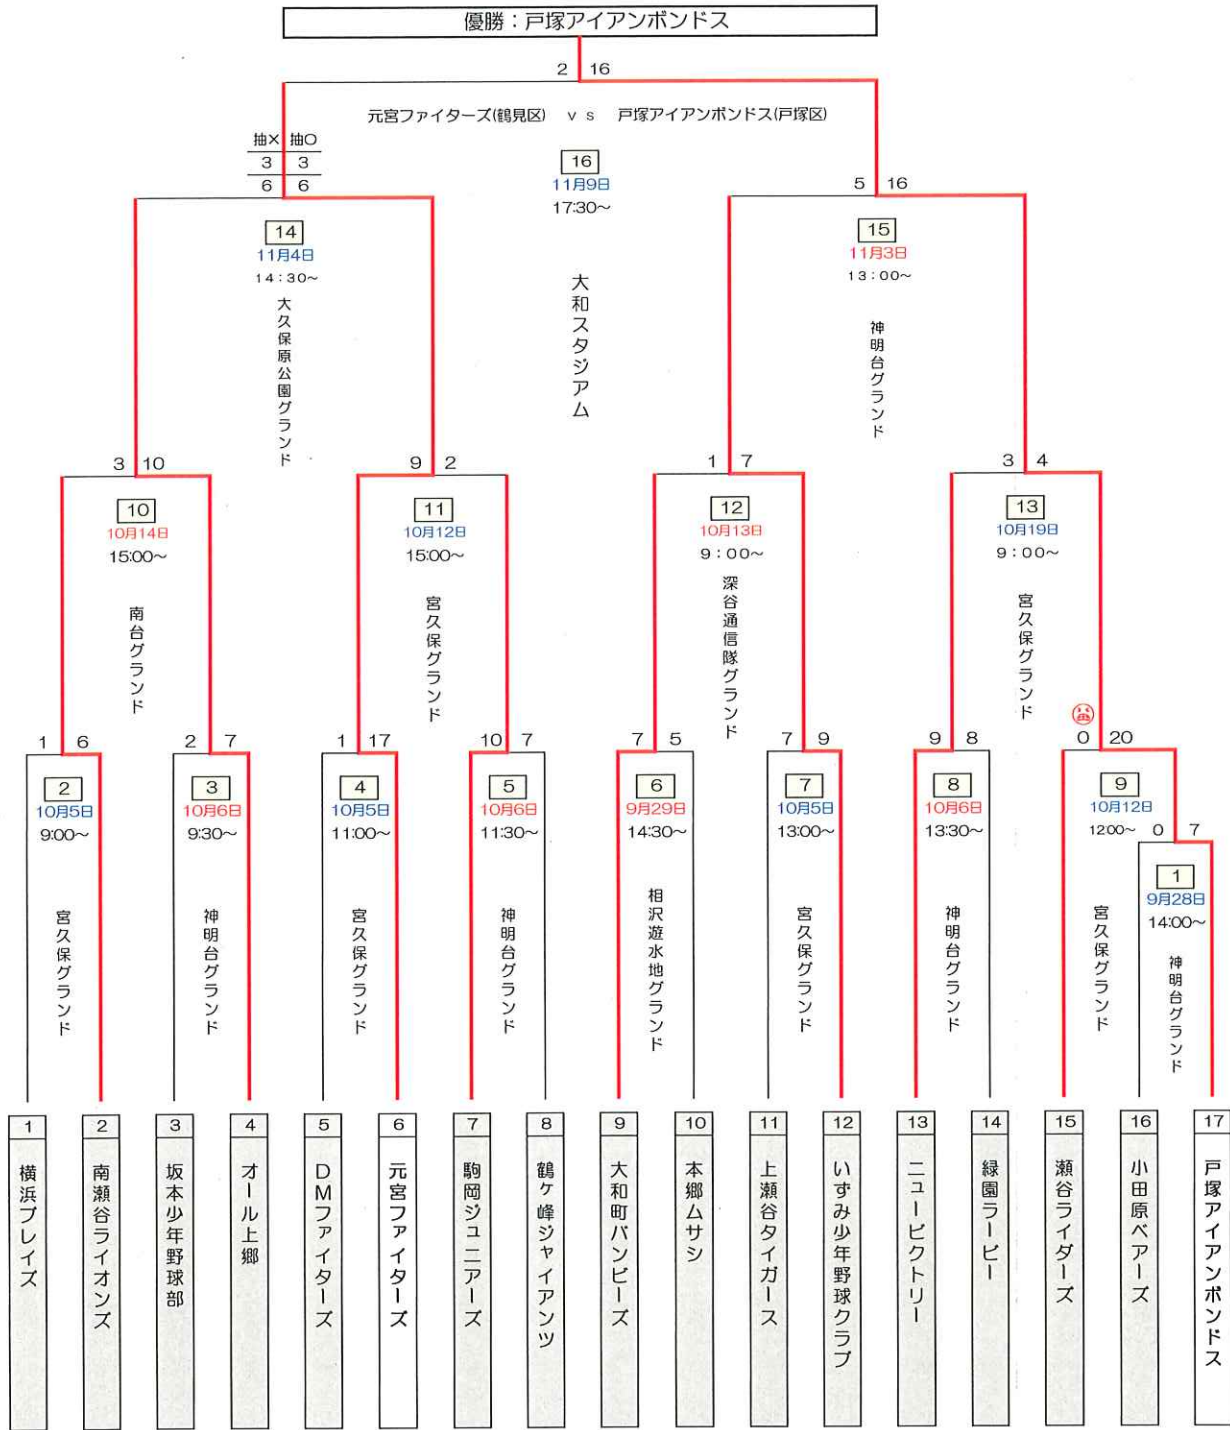 優勝：戸塚アイアンボンドス
2 16
元宮ファイターズ(鶴見区) ｖｓ 戸塚アイアンボンドス(戸塚区)
抽× 抽○
3 3
6 6
16
11月9日
17:30～
大和スタジアム
5 16
14
11月4日
14：30～
大久保原公園グランド
15
11月3日
13：00～
神明台グランド
3 10
9 2
1 7
3 4
10
10月14日
15:00～
南台グランド
11
10月12日
15:00～
宮久保グランド
12
10月13日
9：00～
深谷通信隊グランド
13
10月19日
9：00～
宮久保グランド
1 6
2 7
1 17
10 7
7 5
7 9
9 8
0 20
2
10月5日
9:00～
宮久保グランド
3
10月6日
9:30～
神明台グランド
4
10月5日
11:00～
宮久保グランド
5
10月6日
11:30～
神明台グランド
6
9月29日
14:30～
相沢遊水地グランド
7
10月5日
13:00～
宮久保グランド
8
10月6日
13:30～
神明台グランド
9
10月12日
12:00～
宮久保グランド
0 7
1
9月28日
14:00～
神明台グランド
1
横浜ブレイズ
2
南瀬谷ライオンズ
3
坂本少年野球部
4
オール上郷
5
DMファイターズ
6
元宮ファイターズ
7
駒岡ジュニアーズ
8
鶴ケ峰ジャイアンツ
9
大和町バンビーズ
10
本郷ムサシ
11
上瀬谷タイガース
12
いずみ少年野球クラブ
13
ニュービクトリー
14
緑園ラービー
15
瀬谷ライダーズ
16
小田原ベアーズ
17
戸塚アイアンボンドス